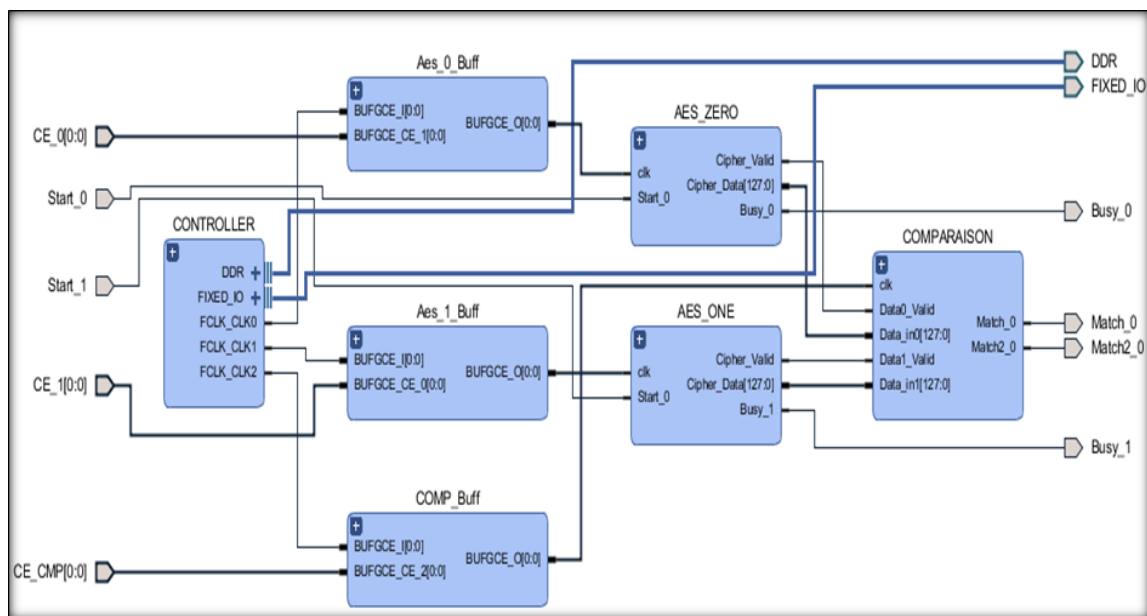 Aes_0_Buff
BUFGCE_I[0:0]
BUFGCE_CE_1[0:0]
BUFGCE_O[0:0]
DDR
FIXED_IO
CE_0[0:0]
AES_ZERO
clk
Start_0
Cipher_Valid
Cipher_Data[127:0]
Busy_0
Start_0
Busy_0
CONTROLLER
DDR
FIXED_IO
FCLK_CLK0
FCLK_CLK1
FCLK_CLK2
COMPARAISON
clk
Data0_Valid
Data_in0[127:0]
Data1_Valid
Data_in1[127:0]
Match_0
Match2_0
Start_1
Aes_1_Buff
BUFGCE_I[0:0]
BUFGCE_CE_0[0:0]
BUFGCE_O[0:0]
AES_ONE
clk
Start_0
Cipher_Valid
Cipher_Data[127:0]
Busy_1
Match_0
Match2_0
CE_1[0:0]
Busy_1
COMP_Buff
BUFGCE_I[0:0]
BUFGCE_CE_2[0:0]
BUFGCE_O[0:0]
CE_CMP[0:0]